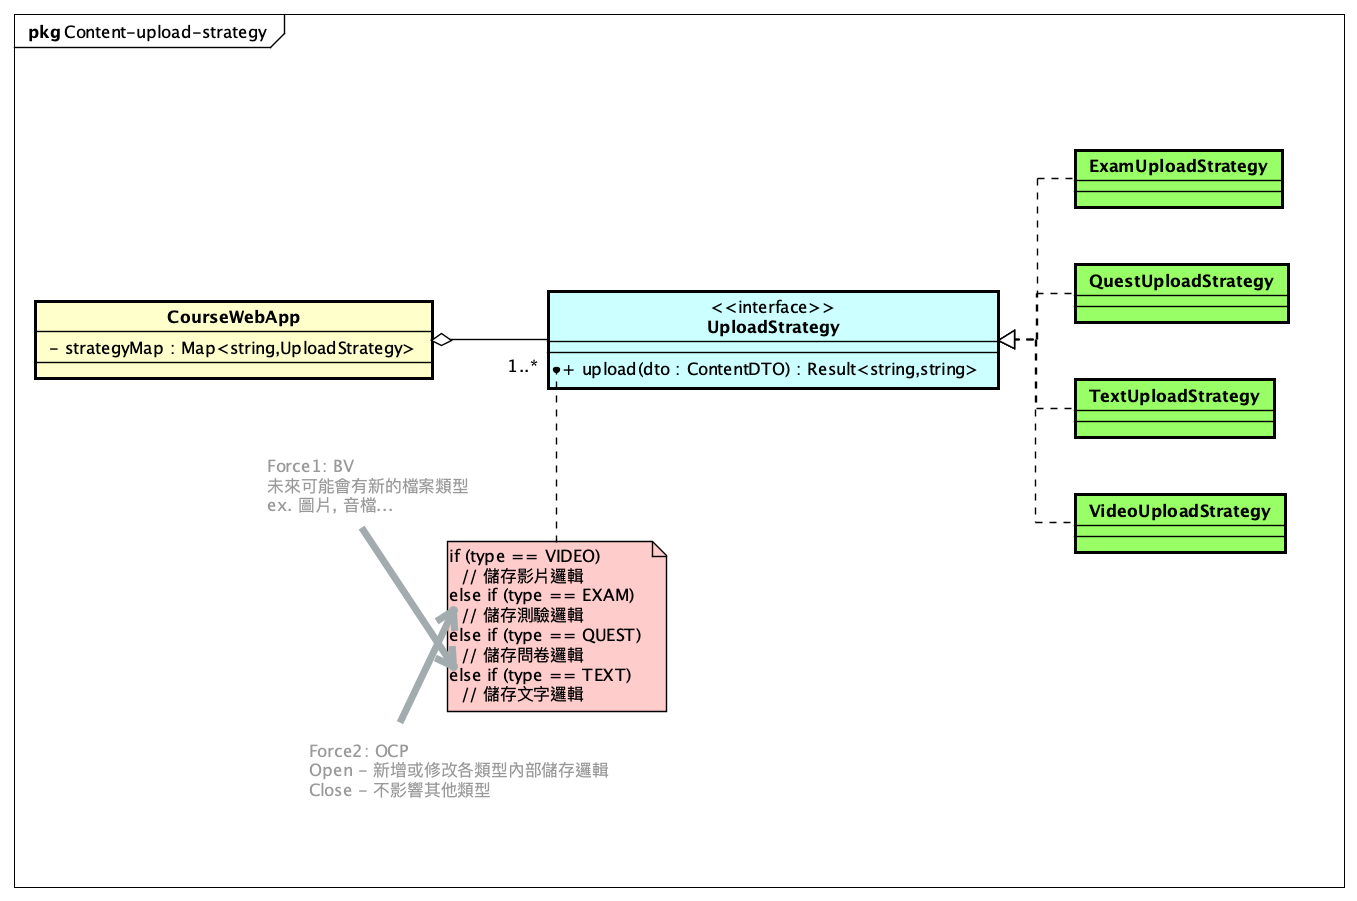 pkg Content-upload-strategy
ExamUploadStrategy
QuestUploadStrategy
CourseWebApp
- strategyMap : Map<string,UploadStrategy>
<<interface>>
UploadStrategy
1..*
+ upload(dto : ContentDTO) : Result<string,string>
TextUploadStrategy
VideoUploadStrategy
Force1: BV
未來可能會有新的檔案類型
ex. 圖片, 音檔...
if (type == VIDEO)
// 儲存影片邏輯
else if (type == EXAM)
// 儲存測驗邏輯
else if (type == QUEST)
// 儲存問卷邏輯
else if (type == TEXT)
// 儲存文字邏輯
Force2: OCP
Open - 新增或修改各類型內部儲存邏輯
Close - 不影響其他類型